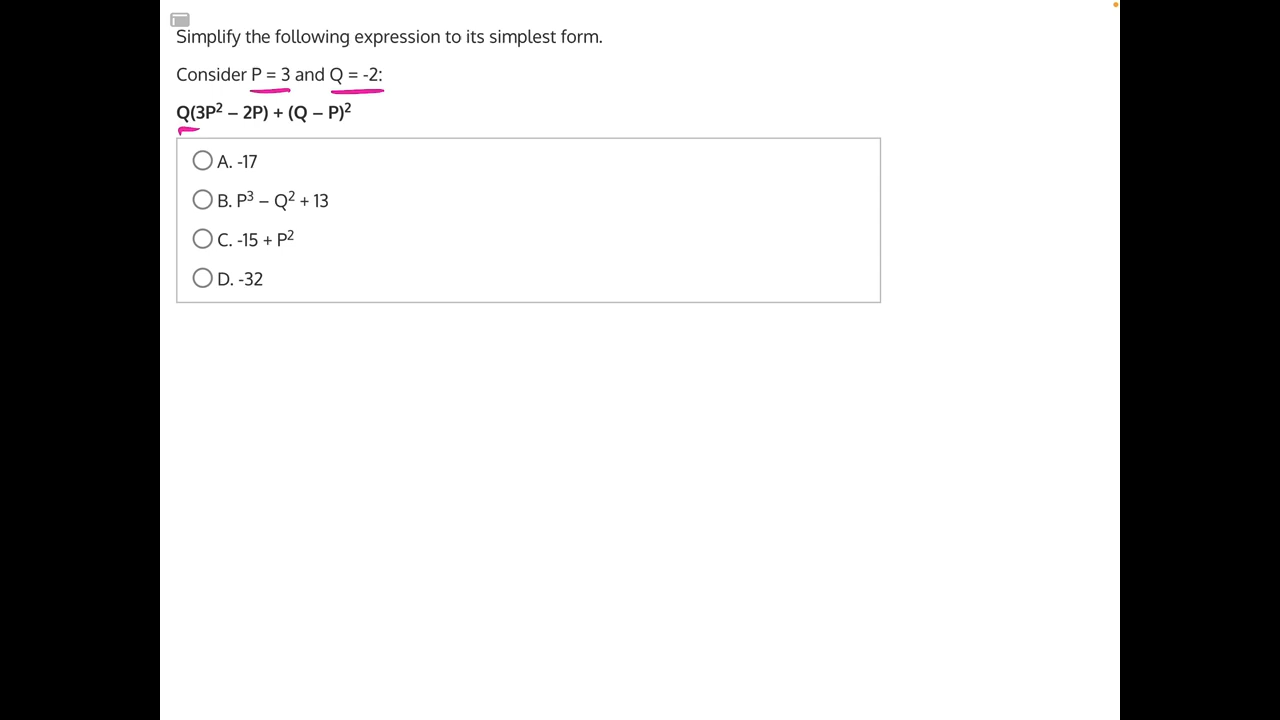 Simplify the following expression to its simplest form.
Consider P = 3 and Q = -2:
Q(3P² – 2P) + (Q – P)²
A. -17
B. P³ – Q² + 13
C. -15 + P²
D. -32